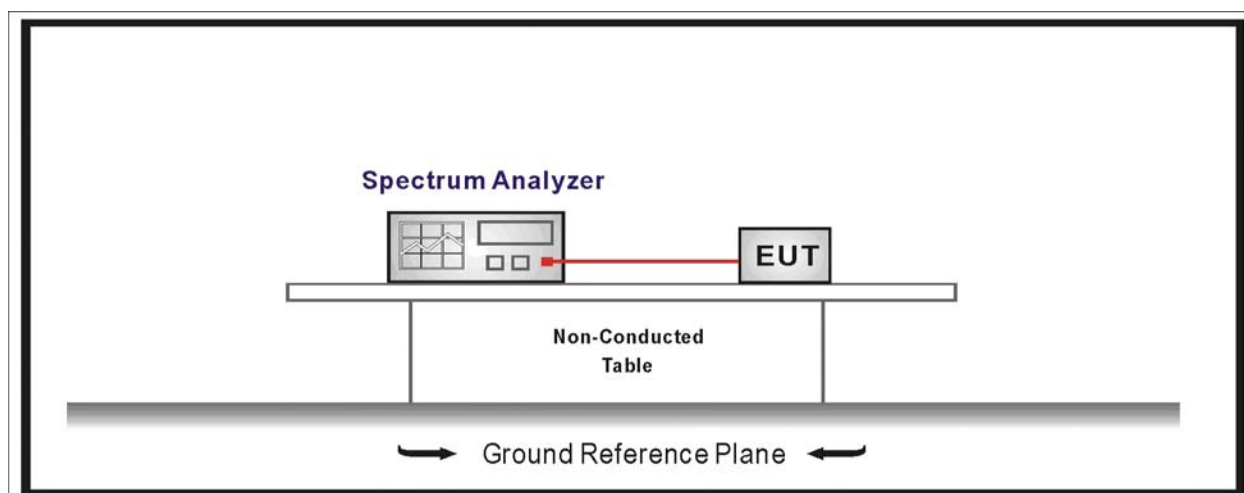 Spectrum Analyzer
EUT
Non-Conducted
Table
Ground Reference Plane